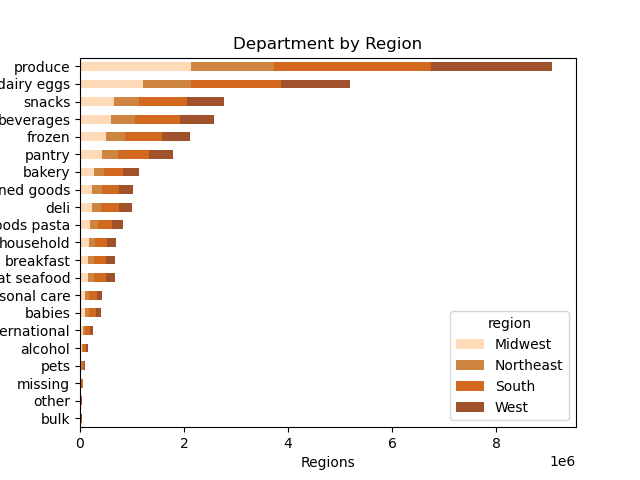 Department by Region
produce
dairy eggs
snacks
beverages
frozen
pantry
bakery
ned goods
deli
ods pasta
household
breakfast
at seafood
sonal care
babies
ernational
alcohol
pets
missing
other
bulk
region
Midwest
Northeast
South
West
0 2 4 6 8
1e6
Regions